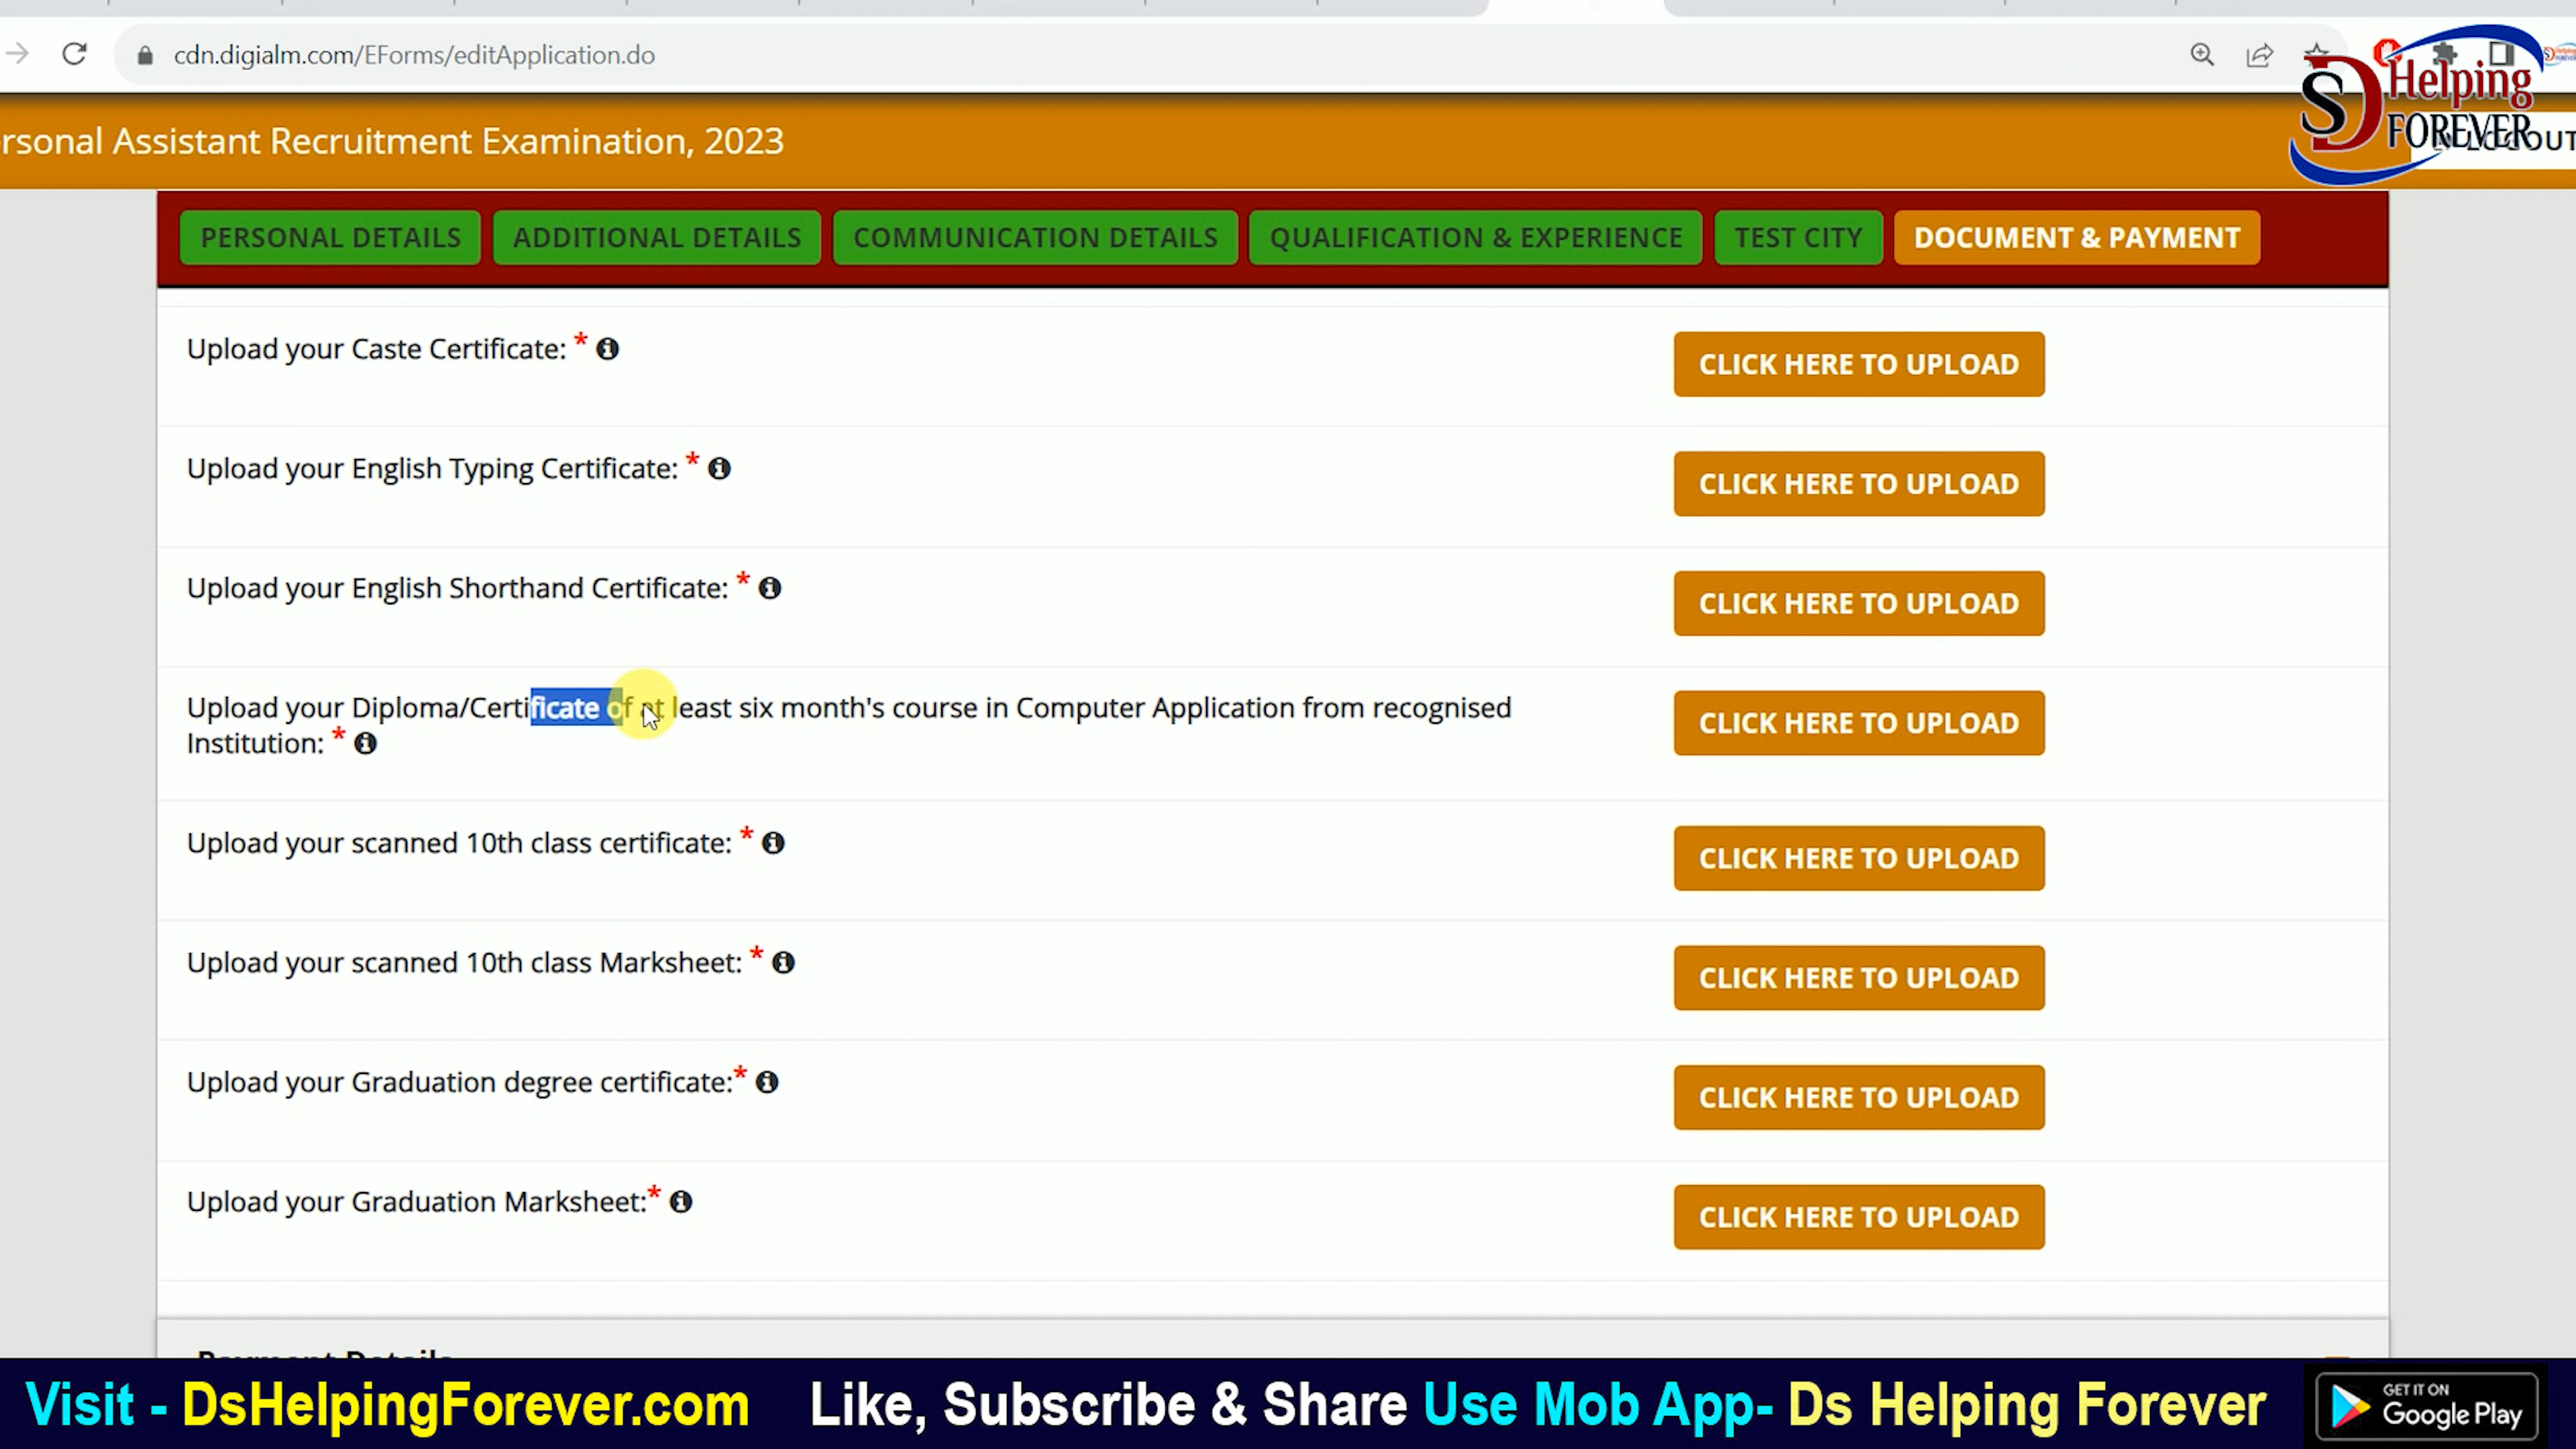 cdn.digialm.com/EForms/editApplication.do
SD Helping FOREVER
rsonal Assistant Recruitment Examination, 2023
PERSONAL DETAILS
ADDITIONAL DETAILS
COMMUNICATION DETAILS
QUALIFICATION & EXPERIENCE
TEST CITY
DOCUMENT & PAYMENT
Upload your Caste Certificate: *
CLICK HERE TO UPLOAD
Upload your English Typing Certificate: *
CLICK HERE TO UPLOAD
Upload your English Shorthand Certificate: *
CLICK HERE TO UPLOAD
Upload your Diploma/Certificate of at least six month's course in Computer Application from recognised
Institution: *
CLICK HERE TO UPLOAD
Upload your scanned 10th class certificate: *
CLICK HERE TO UPLOAD
Upload your scanned 10th class Marksheet: *
CLICK HERE TO UPLOAD
Upload your Graduation degree certificate:*
CLICK HERE TO UPLOAD
Upload your Graduation Marksheet:*
CLICK HERE TO UPLOAD
Payment Details
Visit - DsHelpingForever.com Like, Subscribe & Share Use Mob App- Ds Helping Forever
GET IT ON
Google Play